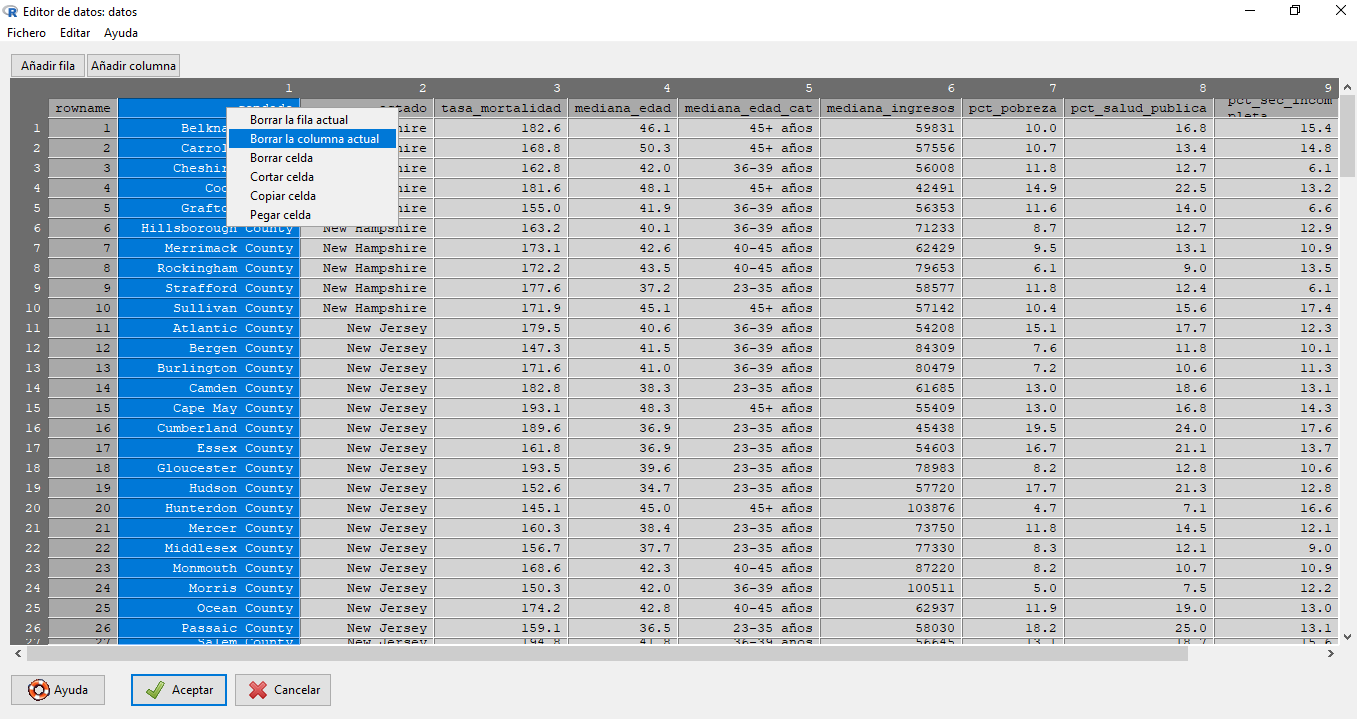 Editor de datos: datos
Fichero Editar Ayuda
Añadir fila Añadir columna
1 2 3 4 5 6 7 8 9
rowname tasa_mortalidad mediana_edad mediana_edad_cat mediana_ingresos pct_pobreza pct_salud_publica pct_sec_incom
pleta
Borrar la fila actual
Borrar la columna actual
Borrar celda
Cortar celda
Copiar celda
Pegar celda
1 1 182.6 46.1 45+ años 59831 10.0 16.8 15.4
2 2 168.8 50.3 45+ años 57556 10.7 13.4 14.8
3 3 162.8 42.0 36-39 años 56008 11.8 12.7 6.1
4 4 181.6 48.1 45+ años 42491 14.9 22.5 13.2
5 5 155.0 41.9 36-39 años 56353 11.6 14.0 6.6
6 6 Hillsborough County New Hampshire 163.2 40.1 36-39 años 71233 8.7 12.7 12.9
7 7 Merrimack County New Hampshire 173.1 42.6 40-45 años 62429 9.5 13.1 10.9
8 8 Rockingham County New Hampshire 172.2 43.5 40-45 años 79653 6.1 9.0 13.5
9 9 Strafford County New Hampshire 177.6 37.2 23-35 años 58577 11.8 12.4 6.1
10 10 Sullivan County New Hampshire 171.9 45.1 45+ años 57142 10.4 15.6 17.4
11 11 Atlantic County New Jersey 179.5 40.6 36-39 años 54208 15.1 17.7 12.3
12 12 Bergen County New Jersey 147.3 41.5 36-39 años 84309 7.6 11.8 10.1
13 13 Burlington County New Jersey 171.6 41.0 36-39 años 80479 7.2 10.6 11.3
14 14 Camden County New Jersey 182.8 38.3 23-35 años 61685 13.0 18.6 13.1
15 15 Cape May County New Jersey 193.1 48.3 45+ años 55409 13.0 16.8 14.3
16 16 Cumberland County New Jersey 189.6 36.9 23-35 años 45438 19.5 24.0 17.6
17 17 Essex County New Jersey 161.8 36.9 23-35 años 54603 16.7 21.1 13.7
18 18 Gloucester County New Jersey 193.5 39.6 23-35 años 78983 8.2 12.8 10.6
19 19 Hudson County New Jersey 152.6 34.7 23-35 años 57720 17.7 21.3 12.8
20 20 Hunterdon County New Jersey 145.1 45.0 45+ años 103876 4.7 7.1 16.6
21 21 Mercer County New Jersey 160.3 38.4 23-35 años 73750 11.8 14.5 12.1
22 22 Middlesex County New Jersey 156.7 37.7 23-35 años 77330 8.3 12.1 9.0
23 23 Monmouth County New Jersey 168.6 42.3 40-45 años 87220 8.2 10.7 10.9
24 24 Morris County New Jersey 150.3 42.0 36-39 años 100511 5.0 7.5 12.2
25 25 Ocean County New Jersey 174.2 42.8 40-45 años 62937 11.9 19.0 13.0
26 26 Passaic County New Jersey 159.1 36.5 23-35 años 58030 18.2 25.0 13.1
27 27 Salem County New Jersey 194.8 41.8 36-39 años 56645 13.1 18.7 15.6
Ayuda Aceptar Cancelar